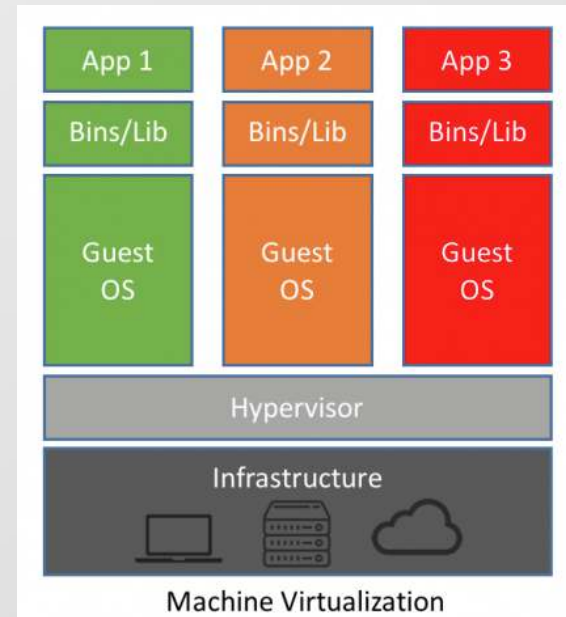 App 1
App 2
App 3
Bins/Lib
Bins/Lib
Bins/Lib
Guest
OS
Guest
OS
Guest
OS
Hypervisor
Infrastructure
Machine Virtualization